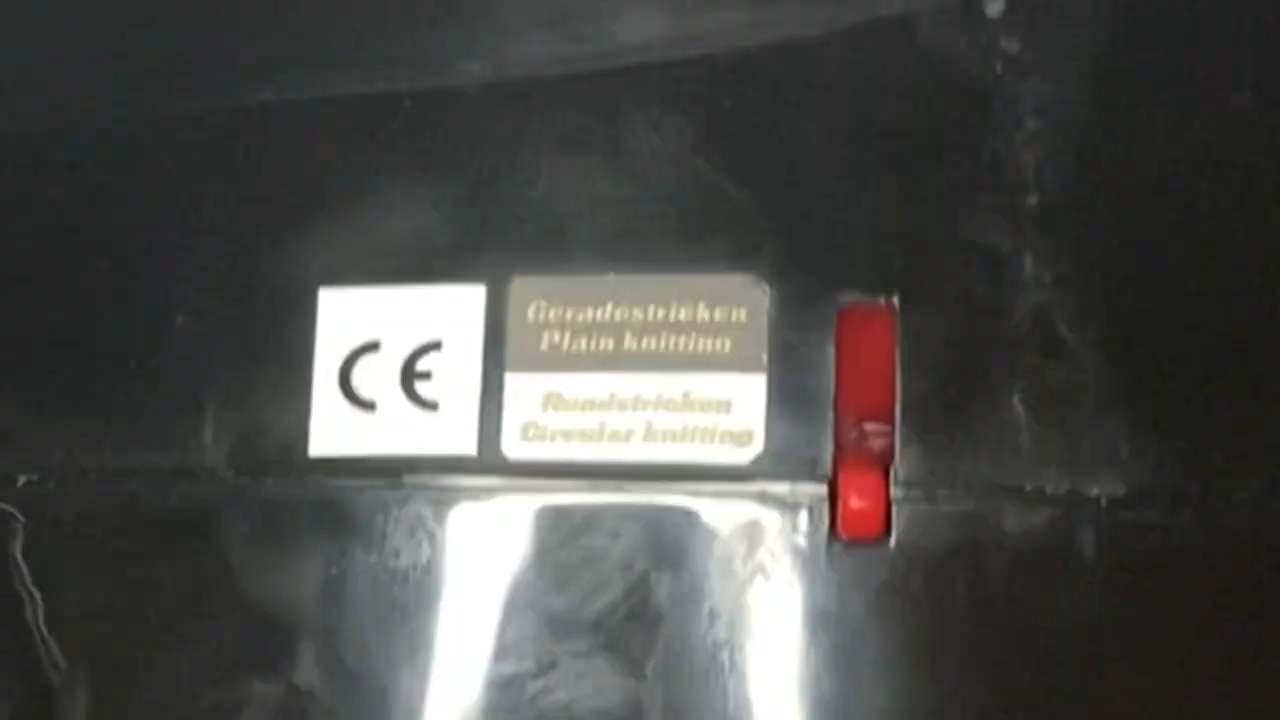 CE
Geradestricken
Plain knitting
Rundstricken
Circular knitting